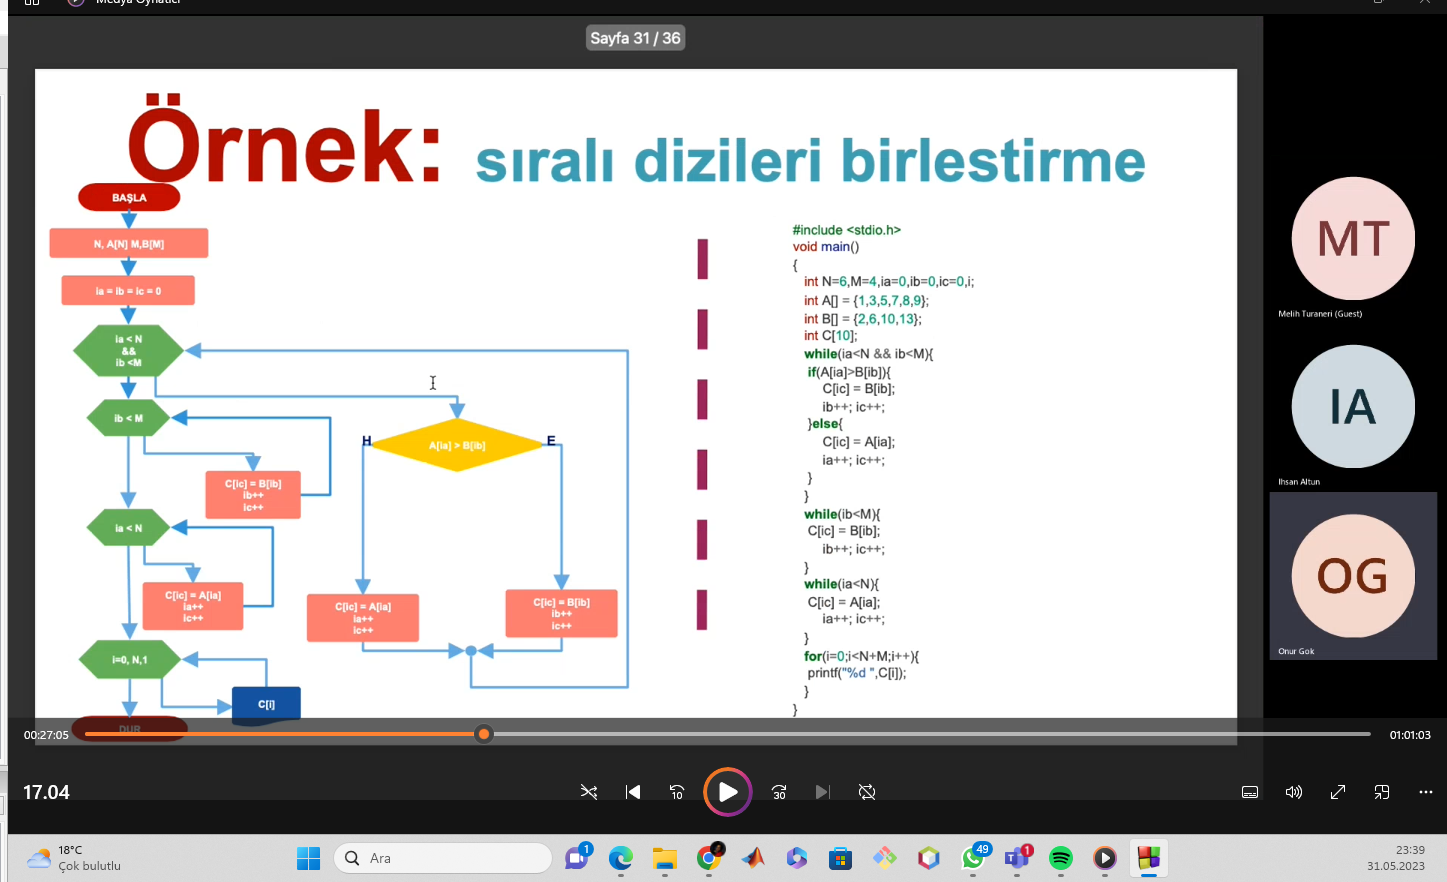 Medya Oynatıcı
Sayfa 31 / 36
Örnek: sıralı dizileri birlestirme
BAŞLA
N, A[N] M,B[M]
ia = ib = ic = 0
ia < N
&&
ib <M
ib < M
C[ic] = B[ib]
ib++
ic++
ia < N
C[ic] = A[ia]
ia++
ic++
i=0, N,1
C[i]
DUR
A[ia] > B[ib]
H
E
C[ic] = A[ia]
ia++
ic++
C[ic] = B[ib]
ib++
ic++
#include <stdio.h>
void main()
{
int N=6,M=4,ia=0,ib=0,ic=0,i;
int A[] = {1,3,5,7,8,9};
int B[] = {2,6,10,13};
int C[10];
while(ia<N && ib<M){
if(A[ia]>B[ib]){
C[ic] = B[ib];
ib++; ic++;
}else{
C[ic] = A[ia];
ia++; ic++;
}
}
while(ib<M){
C[ic] = B[ib];
ib++; ic++;
}
while(ia<N){
C[ic] = A[ia];
ia++; ic++;
}
for(i=0;i<N+M;i++){
printf("%d ",C[i]);
}
}
MT
Melih Turaneri (Guest)
IA
Ihsan Altun
OG
Onur Gok
00:27:05
01:01:03
17.04
10
30
18°C
Çok bulutlu
Ara
1
49
1
23:39
31.05.2023